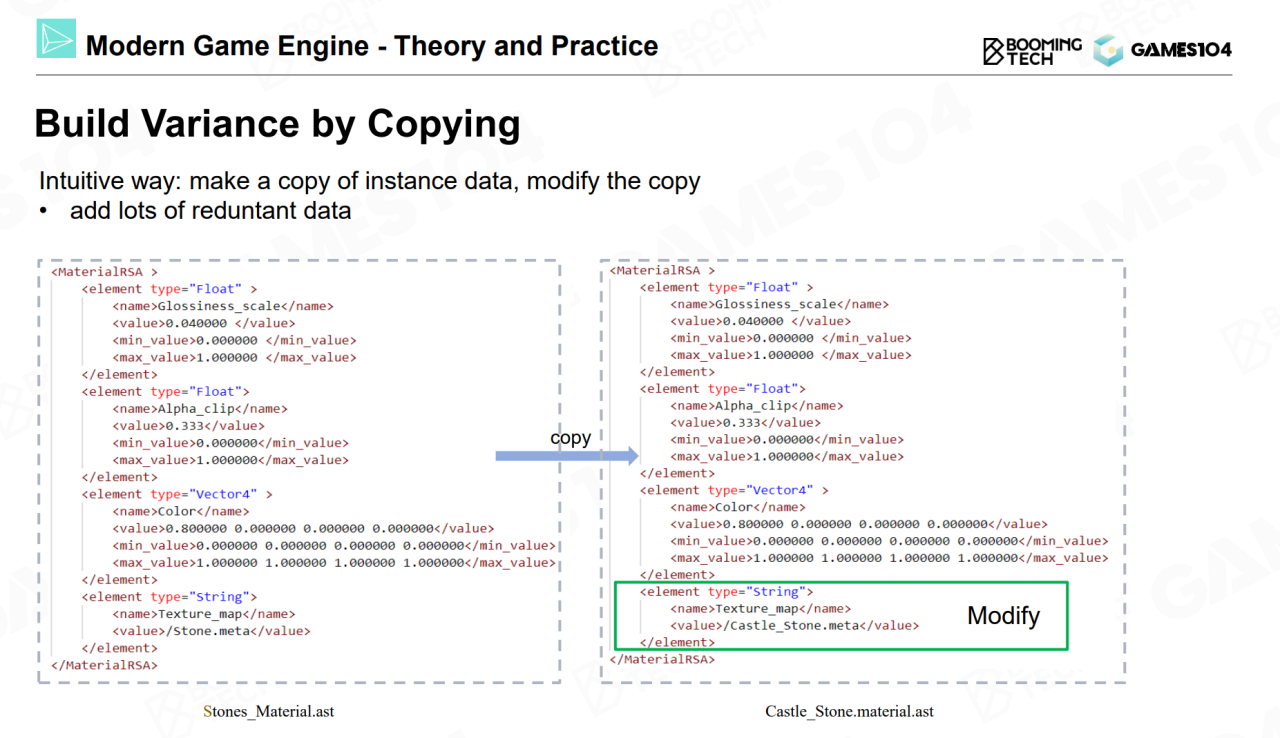 Modern Game Engine - Theory and Practice
BOOMING
TECH
GAMES104
Build Variance by Copying
Intuitive way: make a copy of instance data, modify the copy
• add lots of reduntant data
<MaterialRSA >
<element type="Float" >
<name>Glossiness_scale</name>
<value>0.040000 </value>
<min_value>0.000000 </min_value>
<max_value>1.000000 </max_value>
</element>
<element type="Float">
<name>Alpha_clip</name>
<value>0.333</value>
<min_value>0.000000</min_value>
<max_value>1.000000</max_value>
</element>
<element type="Vector4" >
<name>Color</name>
<value>0.800000 0.000000 0.000000 0.000000</value>
<min_value>0.000000 0.000000 0.000000 0.000000</min_value>
<max_value>1.000000 1.000000 1.000000 1.000000</max_value>
</element>
<element type="String">
<name>Texture_map</name>
<value>/Stone.meta</value>
</element>
</MaterialRSA>
Stones_Material.ast
copy
<MaterialRSA >
<element type="Float" >
<name>Glossiness_scale</name>
<value>0.040000 </value>
<min_value>0.000000 </min_value>
<max_value>1.000000 </max_value>
</element>
<element type="Float">
<name>Alpha_clip</name>
<value>0.333</value>
<min_value>0.000000</min_value>
<max_value>1.000000</max_value>
</element>
<element type="Vector4" >
<name>Color</name>
<value>0.800000 0.000000 0.000000 0.000000</value>
<min_value>0.000000 0.000000 0.000000 0.000000</min_value>
<max_value>1.000000 1.000000 1.000000 1.000000</max_value>
</element>
<element type="String">
<name>Texture_map</name>
<value>/Castle_Stone.meta</value>
</element>
</MaterialRSA>
Modify
Castle_Stone.material.ast